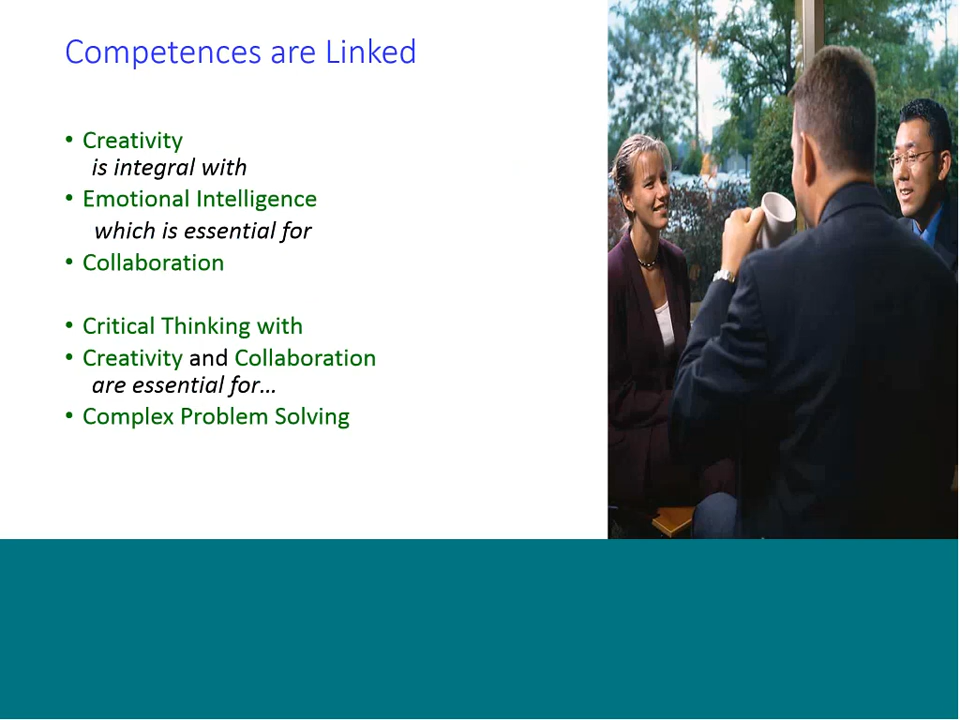 Competences are Linked
• Creativity
is integral with
• Emotional Intelligence
which is essential for
• Collaboration
• Critical Thinking with
• Creativity and Collaboration
are essential for…
• Complex Problem Solving